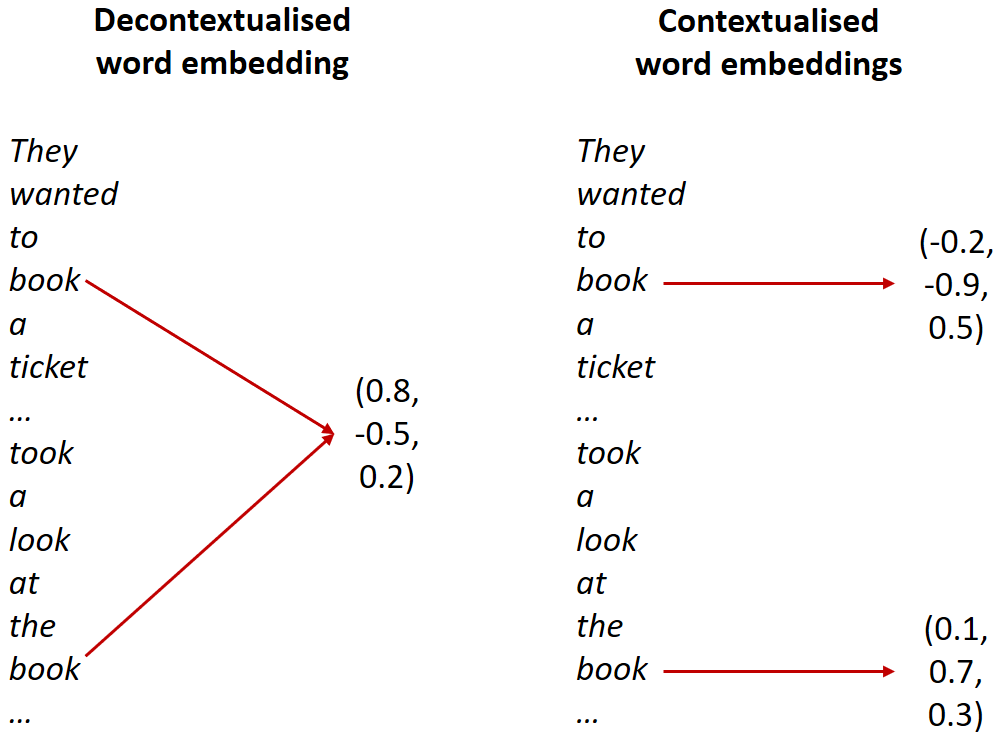 Decontextualised
word embedding
They
wanted
to
book
a
ticket
...
took
a
look
at
the
book
...
(0.8,
-0.5,
0.2)
Contextualised
word embeddings
They
wanted
to
book
a
ticket
...
took
a
look
at
the
book
...
(-0.2,
-0.9,
0.5)
(0.1,
0.7,
0.3)